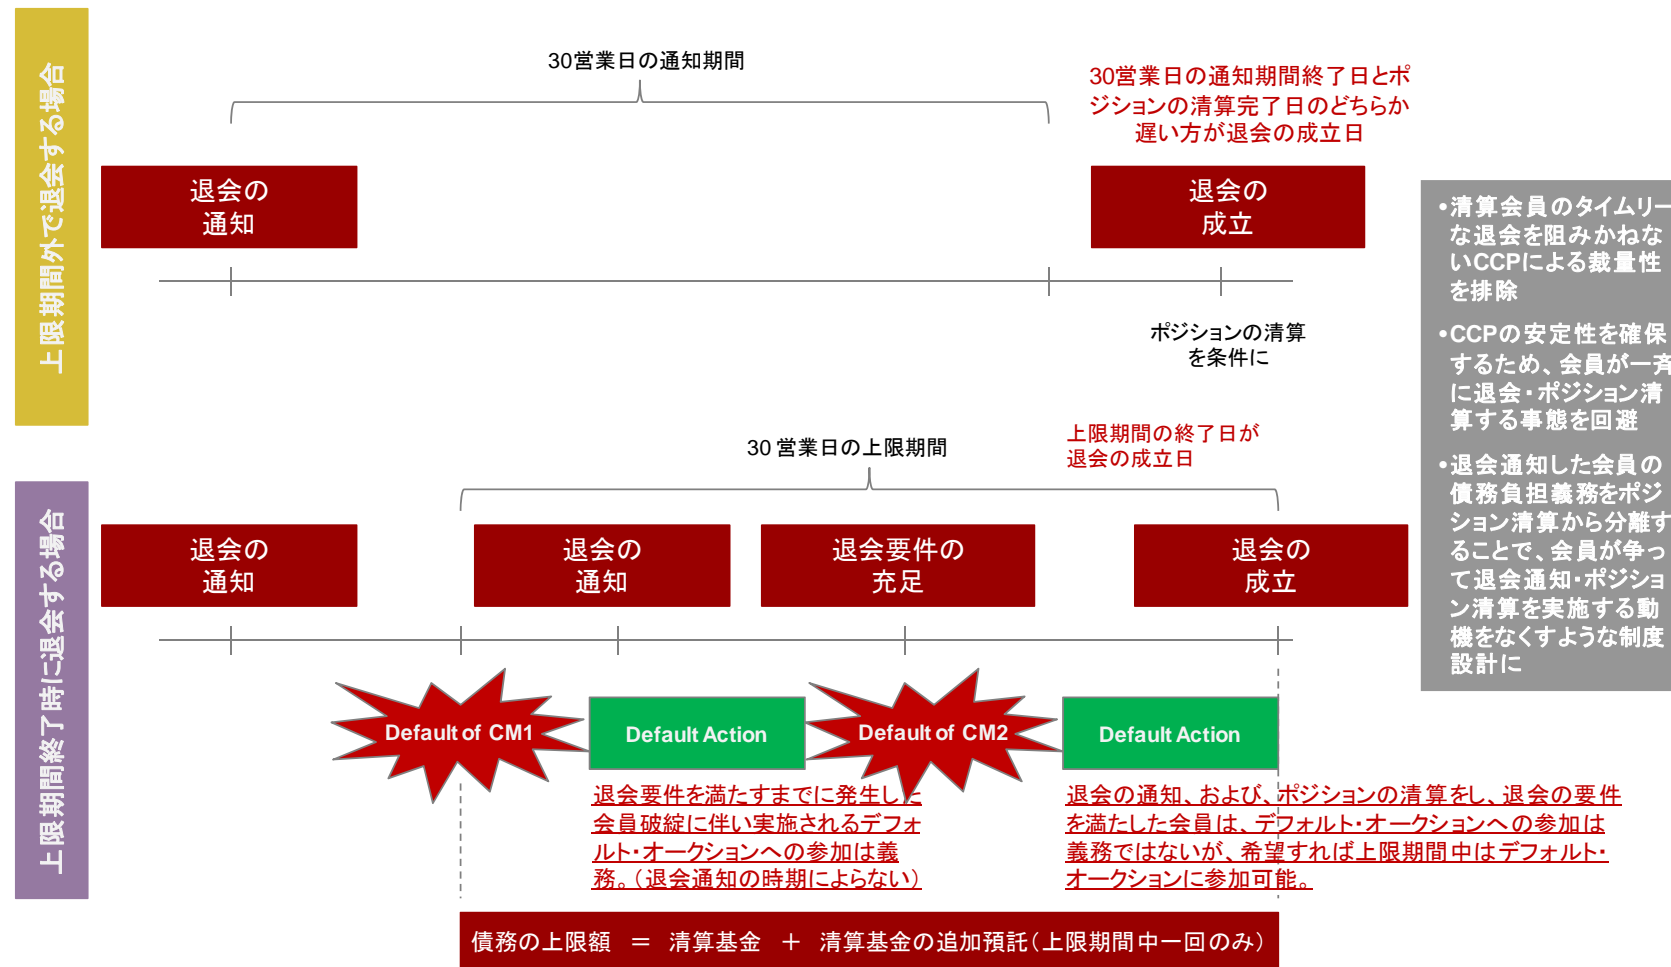 上限期間外で退会する場合
30営業日の通知期間
30営業日の通知期間終了日とポ
ジションの清算完了日のどちらか
遅い方が退会の成立日
退会の
通知
退会の
成立
ポジションの清算
を条件に
上限期間終了時に退会する場合
30 営業日の上限期間
上限期間の終了日が
退会の成立日
退会の
通知
退会の
通知
退会要件の
充足
退会の
成立
Default of CM1
Default Action
Default of CM2
Default Action
退会要件を満たすまでに発生した
会員破綻に伴い実施されるデフォ
ルト・オークションへの参加は義
務。（退会通知の時期によらない）
退会の通知、および、ポジションの清算をし、退会の要件
を満たした会員は、デフォルト・オークションへの参加は
義務ではないが、希望すれば上限期間中はデフォルト・
オークションに参加可能。
債務の上限額 ＝ 清算基金 ＋ 清算基金の追加預託（上限期間中一回のみ）
•清算会員のタイムリー
な退会を阻みかねな
いCCPによる裁量性
を排除
•CCPの安定性を確保
するため、会員が一斉
に退会・ポジション清
算する事態を回避
•退会通知した会員の
債務負担義務をポジ
ション清算から分離す
ることで、会員が争っ
て退会通知・ポジショ
ン清算を実施する動
機をなくすような制度
設計に